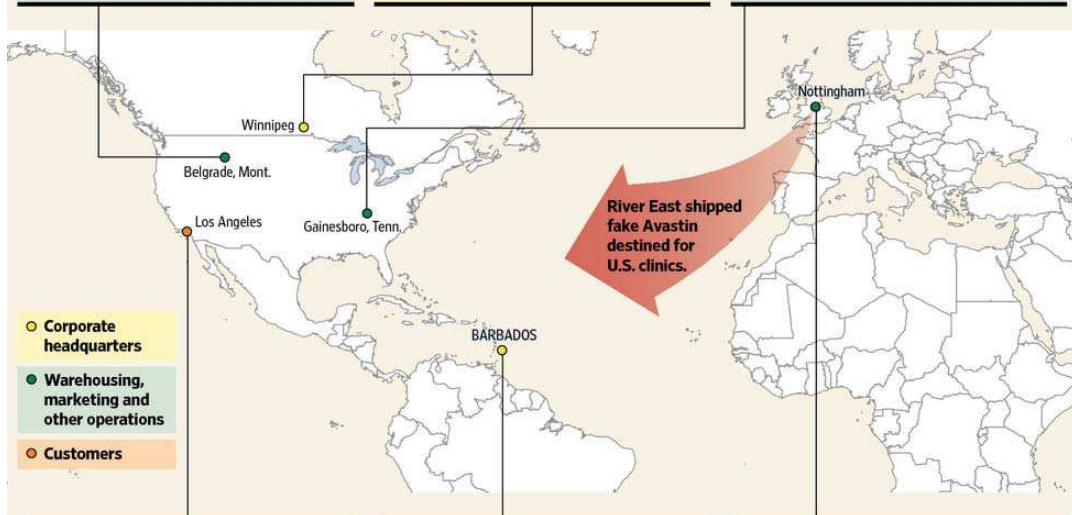 Nottingham
Winnipeg
Belgrade, Mont.
Los Angeles
Gainesboro, Tenn.
River East shipped
fake Avastin
destined for
U.S. clinics.
BARBADOS
Corporate
headquarters
Warehousing,
marketing and
other operations
Customers